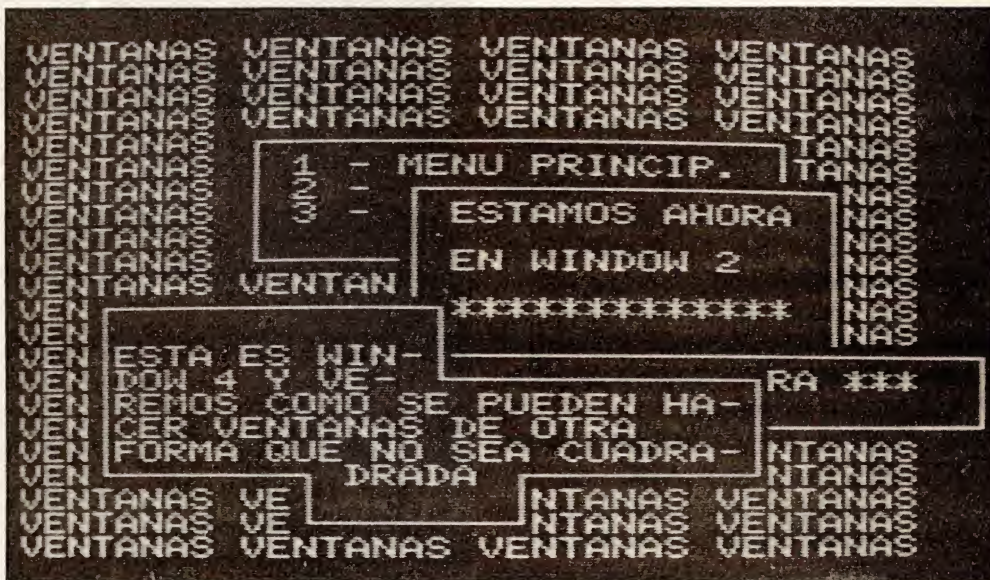 VENTANAS VENTANAS VENTANAS VENTANAS
VENTANAS VENTANAS VENTANAS VENTANAS
VENTANAS VENTANAS VENTANAS VENTANAS
VENTANAS VENTANAS VENTANAS VENTANAS
VENTANAS TANAS
VENTANAS 1 - MENU PRINCIP. TANAS
VENTANAS 2 - NAS
VENTANAS 3 - ESTAMOS AHORA NAS
VENTANAS NAS
VENTANAS EN WINDOW 2 NAS
VENTANAS VENTAN NAS
VEN ************* NAS
VEN NAS
VEN ESTA ES WIN-
VEN DOW 4 Y VE- RA ***
VEN REMOS COMO SE PUEDEN HA-
VEN CER VENTANAS DE OTRA
VEN FORMA QUE NO SEA CUADRA- NTANAS
VEN DRADA NTANAS
VENTANAS VE NTANAS VENTANAS
VENTANAS VE NTANAS VENTANAS
VENTANAS VENTANAS VENTANAS VENTANAS